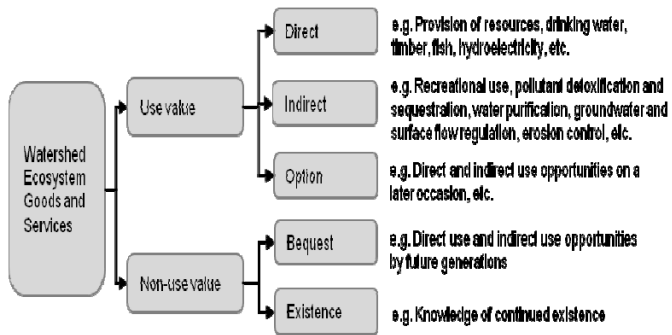 Watershed
Ecosystem
Goods and
Services
Use value
Direct
e.g. Provision of resources, drinking water,
timber, fish, hydroelectricity, etc.
Indirect
e.g. Recreational use, pollutant detoxification and
sequestration, water purification, groundwater and
surface flow regulation, erosion control, etc.
Option
e.g. Direct and indirect use opportunities on a
later occasion, etc.
Non-use value
Bequest
e.g. Direct use and indirect use opportunities
by future generations
Existence
e.g. Knowledge of continued existence